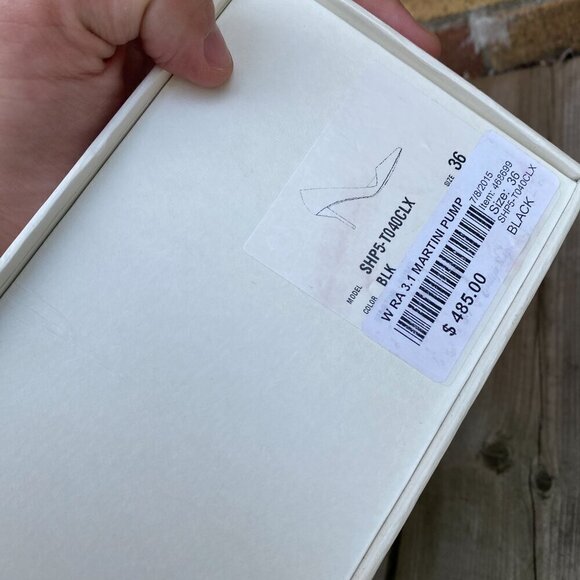 MODEL SHP5-T040CLX
COLOR BLK
SIZE 36
W RA 3.1 MARTINI PUMP
7/8/2015
Item: 468699
Size: 36
SHP5-T040CLX
BLACK
$ 485.00